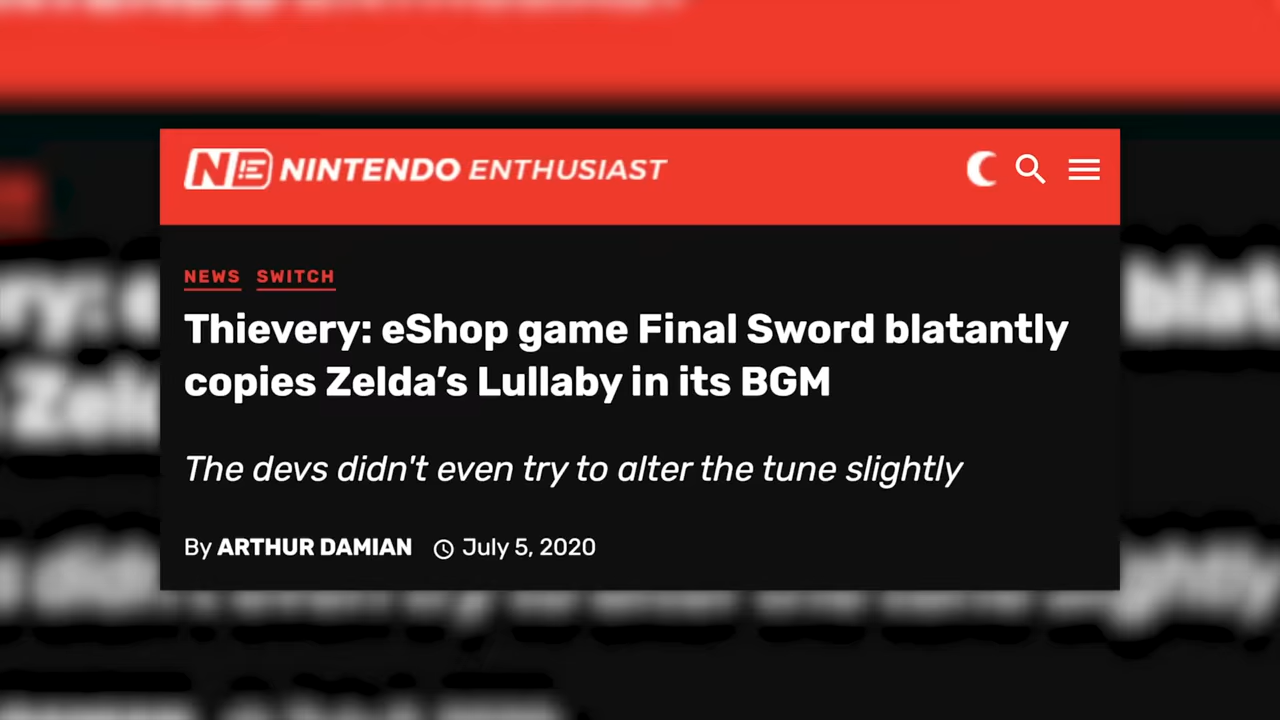 NE NINTENDO ENTHUSIAST
NEWS SWITCH
Thievery: eShop game Final Sword blatantly
copies Zelda’s Lullaby in its BGM
The devs didn't even try to alter the tune slightly
By ARTHUR DAMIAN July 5, 2020